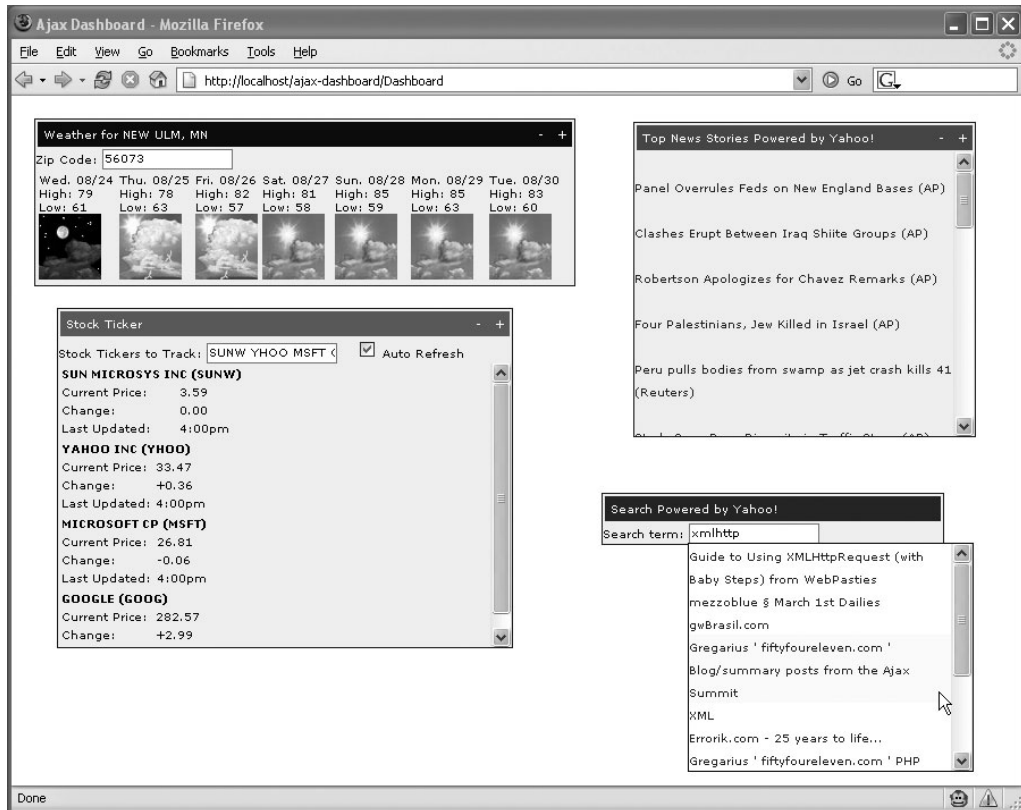 Ajax Dashboard - Mozilla Firefox
File Edit View Go Bookmarks Tools Help
http://localhost/ajax-dashboard/Dashboard
Go
G
Weather for NEW ULM, MN - +
Zip Code: 56073
Wed. 08/24 Thu. 08/25 Fri. 08/26 Sat. 08/27 Sun. 08/28 Mon. 08/29 Tue. 08/30
High: 79 High: 78 High: 82 High: 81 High: 85 High: 85 High: 83
Low: 61 Low: 63 Low: 57 Low: 58 Low: 59 Low: 63 Low: 60
Stock Ticker - +
Stock Tickers to Track: SUNW YHOO MSFT Auto Refresh
SUN MICROSYS INC (SUNW)
Current Price: 3.59
Change: 0.00
Last Updated: 4:00pm
YAHOO INC (YHOO)
Current Price: 33.47
Change: +0.36
Last Updated: 4:00pm
MICROSOFT CP (MSFT)
Current Price: 26.81
Change: -0.06
Last Updated: 4:00pm
GOOGLE (GOOG)
Current Price: 282.57
Change: +2.99
Top News Stories Powered by Yahoo! - +
Panel Overrules Feds on New England Bases (AP)
Clashes Erupt Between Iraq Shiite Groups (AP)
Robertson Apologizes for Chavez Remarks (AP)
Four Palestinians, Jew Killed in Israel (AP)
Peru pulls bodies from swamp as jet crash kills 41
(Reuters)
Search Powered by Yahoo!
Search term: xmlhttp
Guide to Using XMLHttpRequest (with
Baby Steps) from WebPasties
mezzoblue § March 1st Dailies
gwBrasil.com
Gregarius ' fiftyfoureleven.com '
Blog/summary posts from the Ajax
Summit
XML
Errorik.com - 25 years to life...
Gregarius ' fiftyfoureleven.com ' PHP
Done